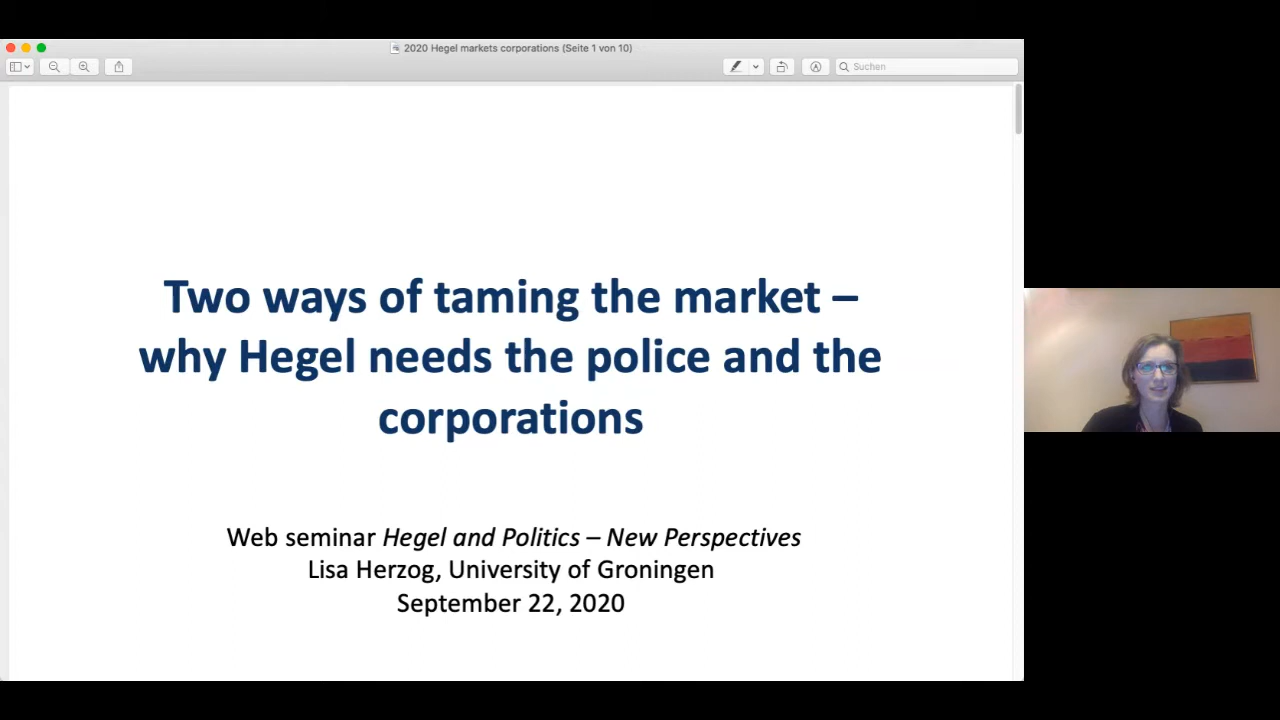 2020 Hegel markets corporations (Seite 1 von 10)
Suchen
Two ways of taming the market –
why Hegel needs the police and the
corporations
Web seminar Hegel and Politics – New Perspectives
Lisa Herzog, University of Groningen
September 22, 2020